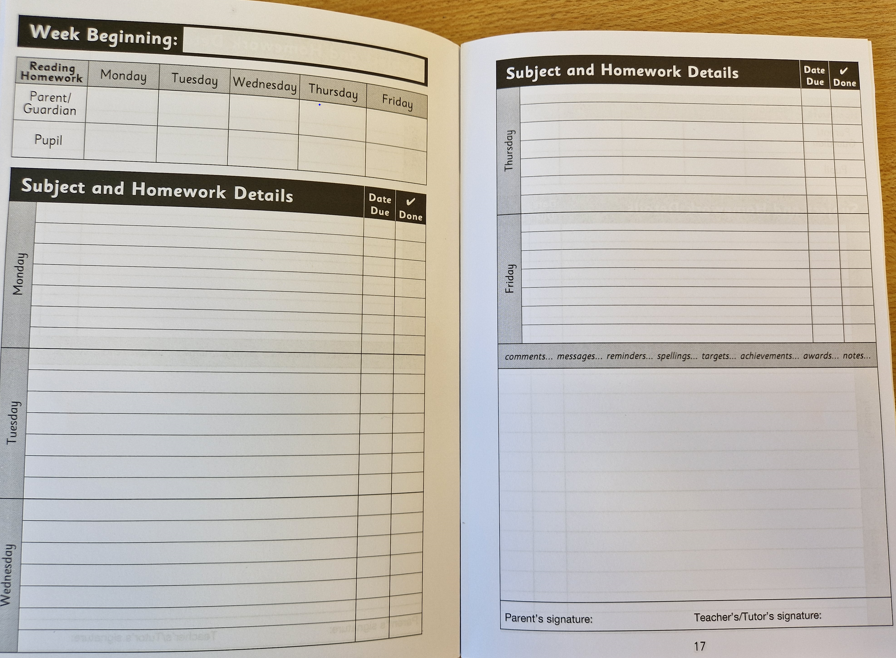 Week Beginning:
Reading Homework Monday Tuesday Wednesday Thursday Friday
Parent/
Guardian
Pupil
Subject and Homework Details Date Due ✓ Done
Monday
Tuesday
Wednesday
Subject and Homework Details Date Due ✓ Done
Thursday
Friday
comments... messages... reminders... spellings... targets... achievements... awards... notes...
Parent's signature: Teacher's/Tutor's signature:
17